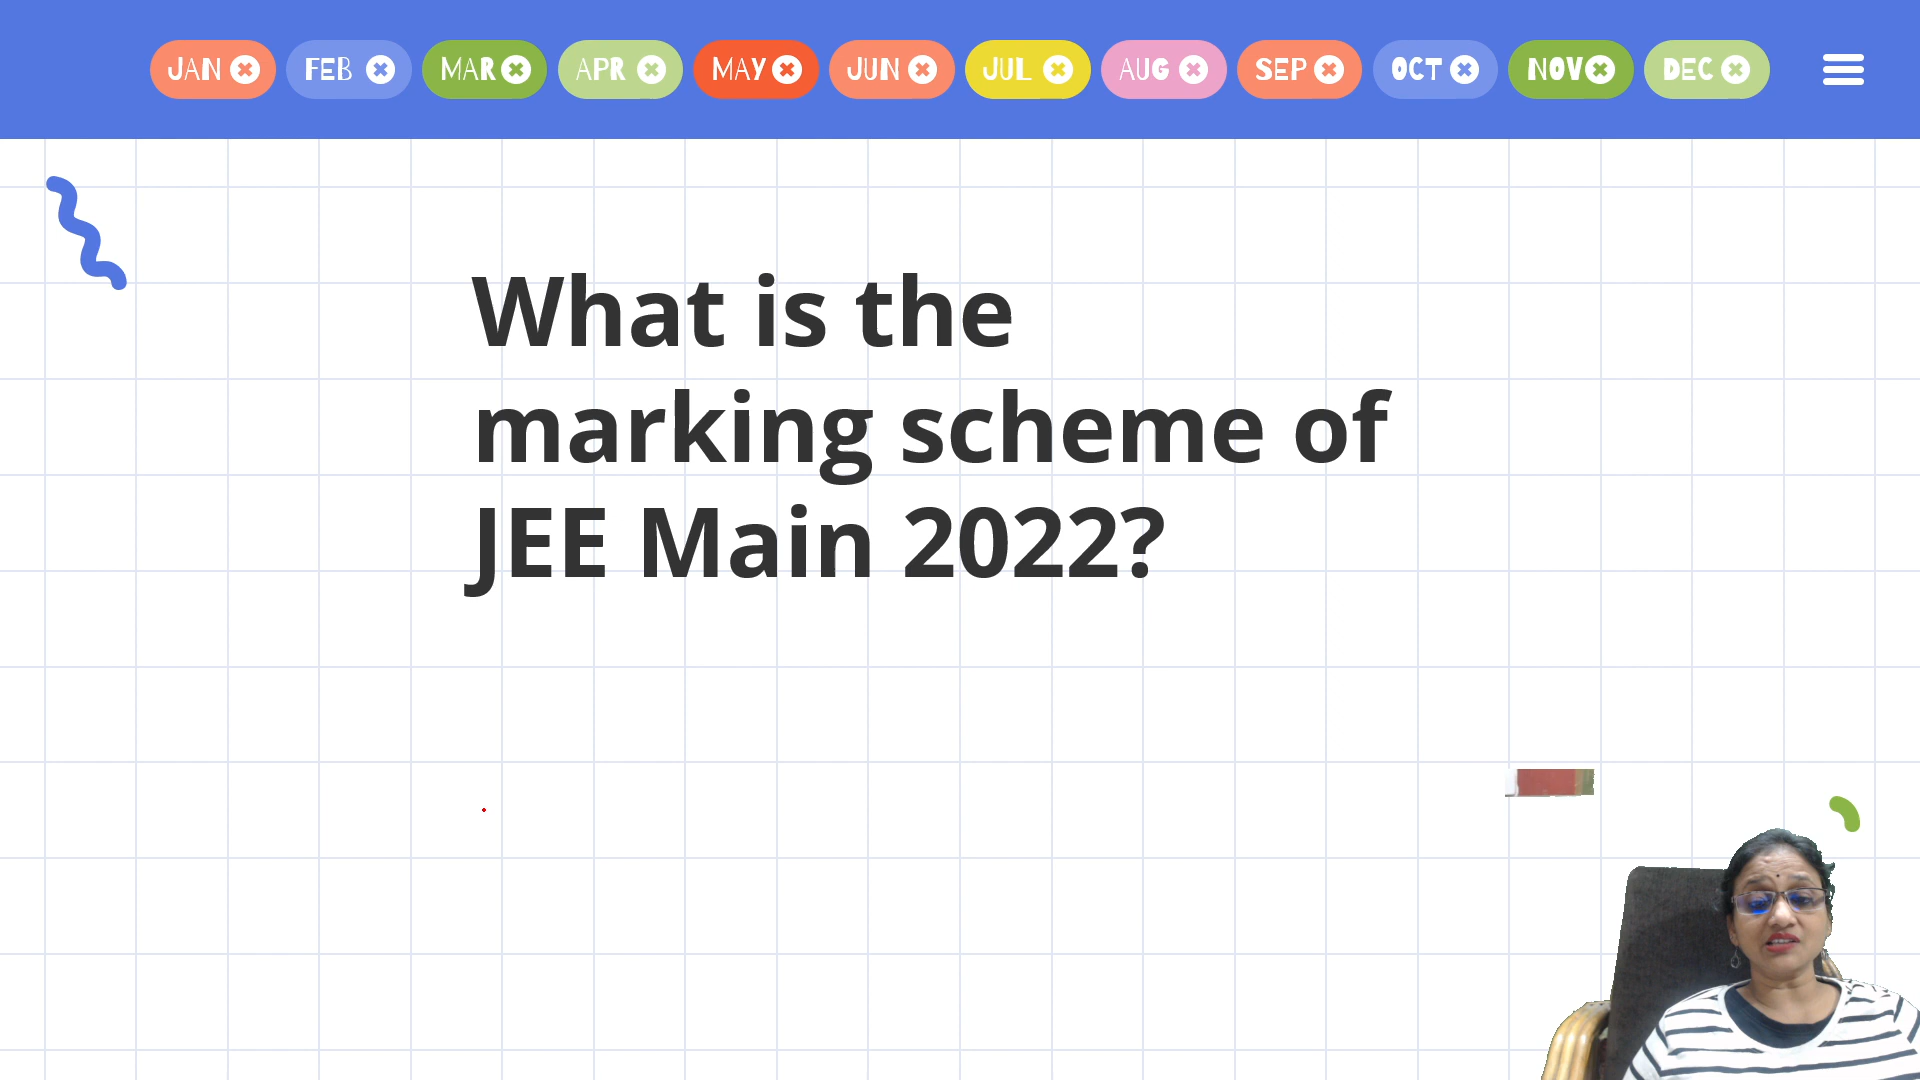 JAN FEB MAR APR MAY JUN JUL AUG SEP OCT NOV DEC
What is the
marking scheme of
JEE Main 2022?